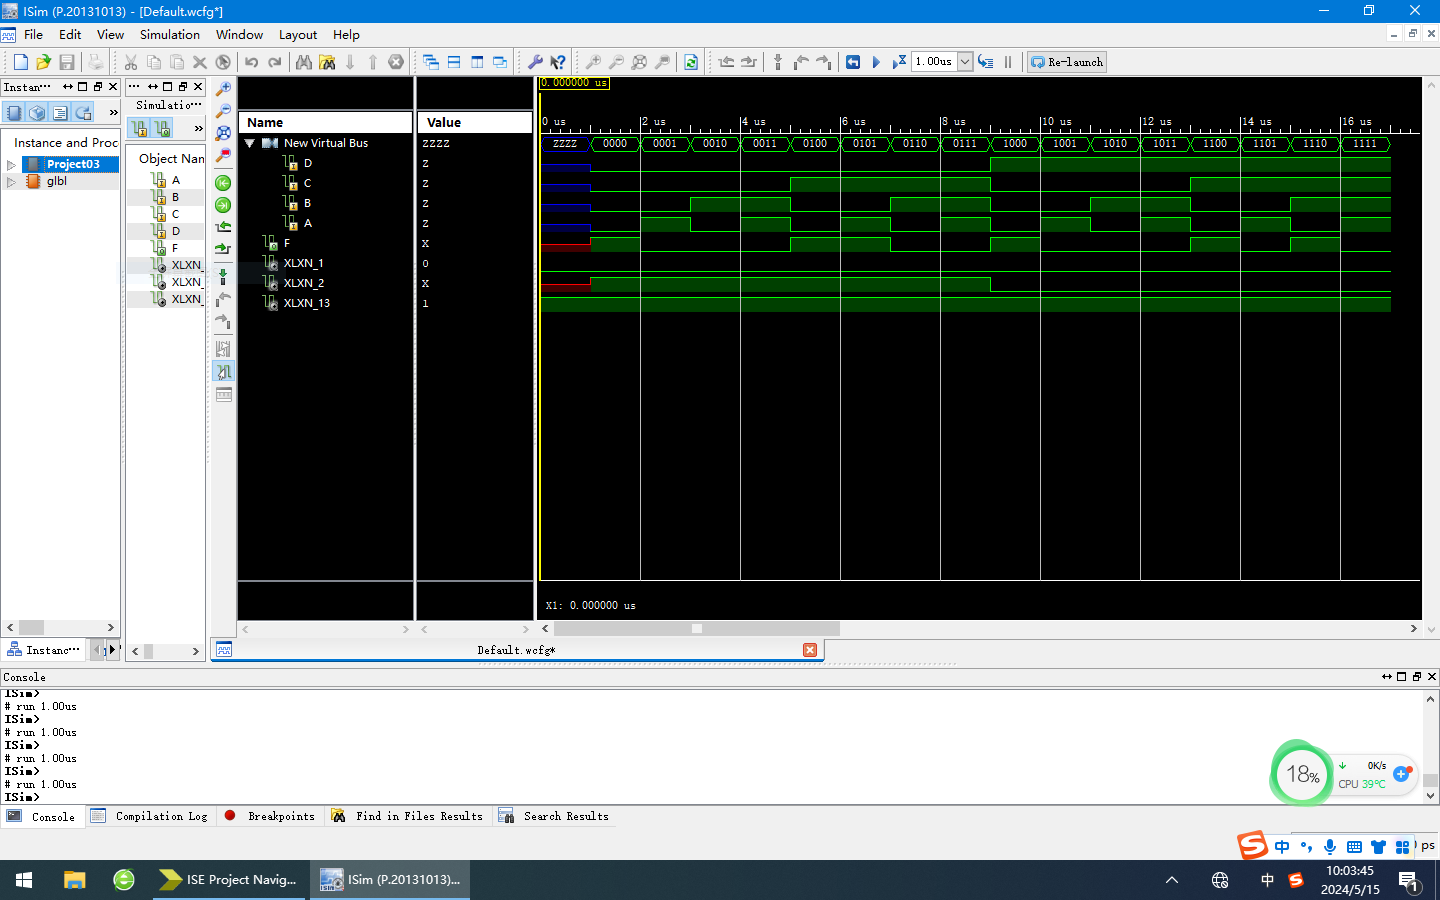 ISim (P.20131013) - [Default.wcfg*]
File Edit View Simulation Window Layout Help
1.00us
Re-launch
Instan···
···
Simulatio···
»
»
Instance and Proc
Project03
glbl
Object Nan
A
B
C
D
F
XLXN_
XLXN_
XLXN_
Name
Value
New Virtual Bus
ZZZZ
D
Z
C
Z
B
Z
A
Z
F
X
XLXN_1
0
XLXN_2
X
XLXN_13
1
0.000000 us
0 us 2 us 4 us 6 us 8 us 10 us 12 us 14 us 16 us
ZZZZ 0000 0001 0010 0011 0100 0101 0110 0111 1000 1001 1010 1011 1100 1101 1110 1111
X1: 0.000000 us
Instanc···
Default.wcfg*
Console
ISim>
# run 1.00us
ISim>
# run 1.00us
ISim>
# run 1.00us
ISim>
# run 1.00us
ISim>
18%
0K/s
CPU 39℃
Console
Compilation Log
Breakpoints
Find in Files Results
Search Results
S 中
ps
ISE Project Navig...
ISim (P.20131013)...
中 S
10:03:45
2024/5/15
1